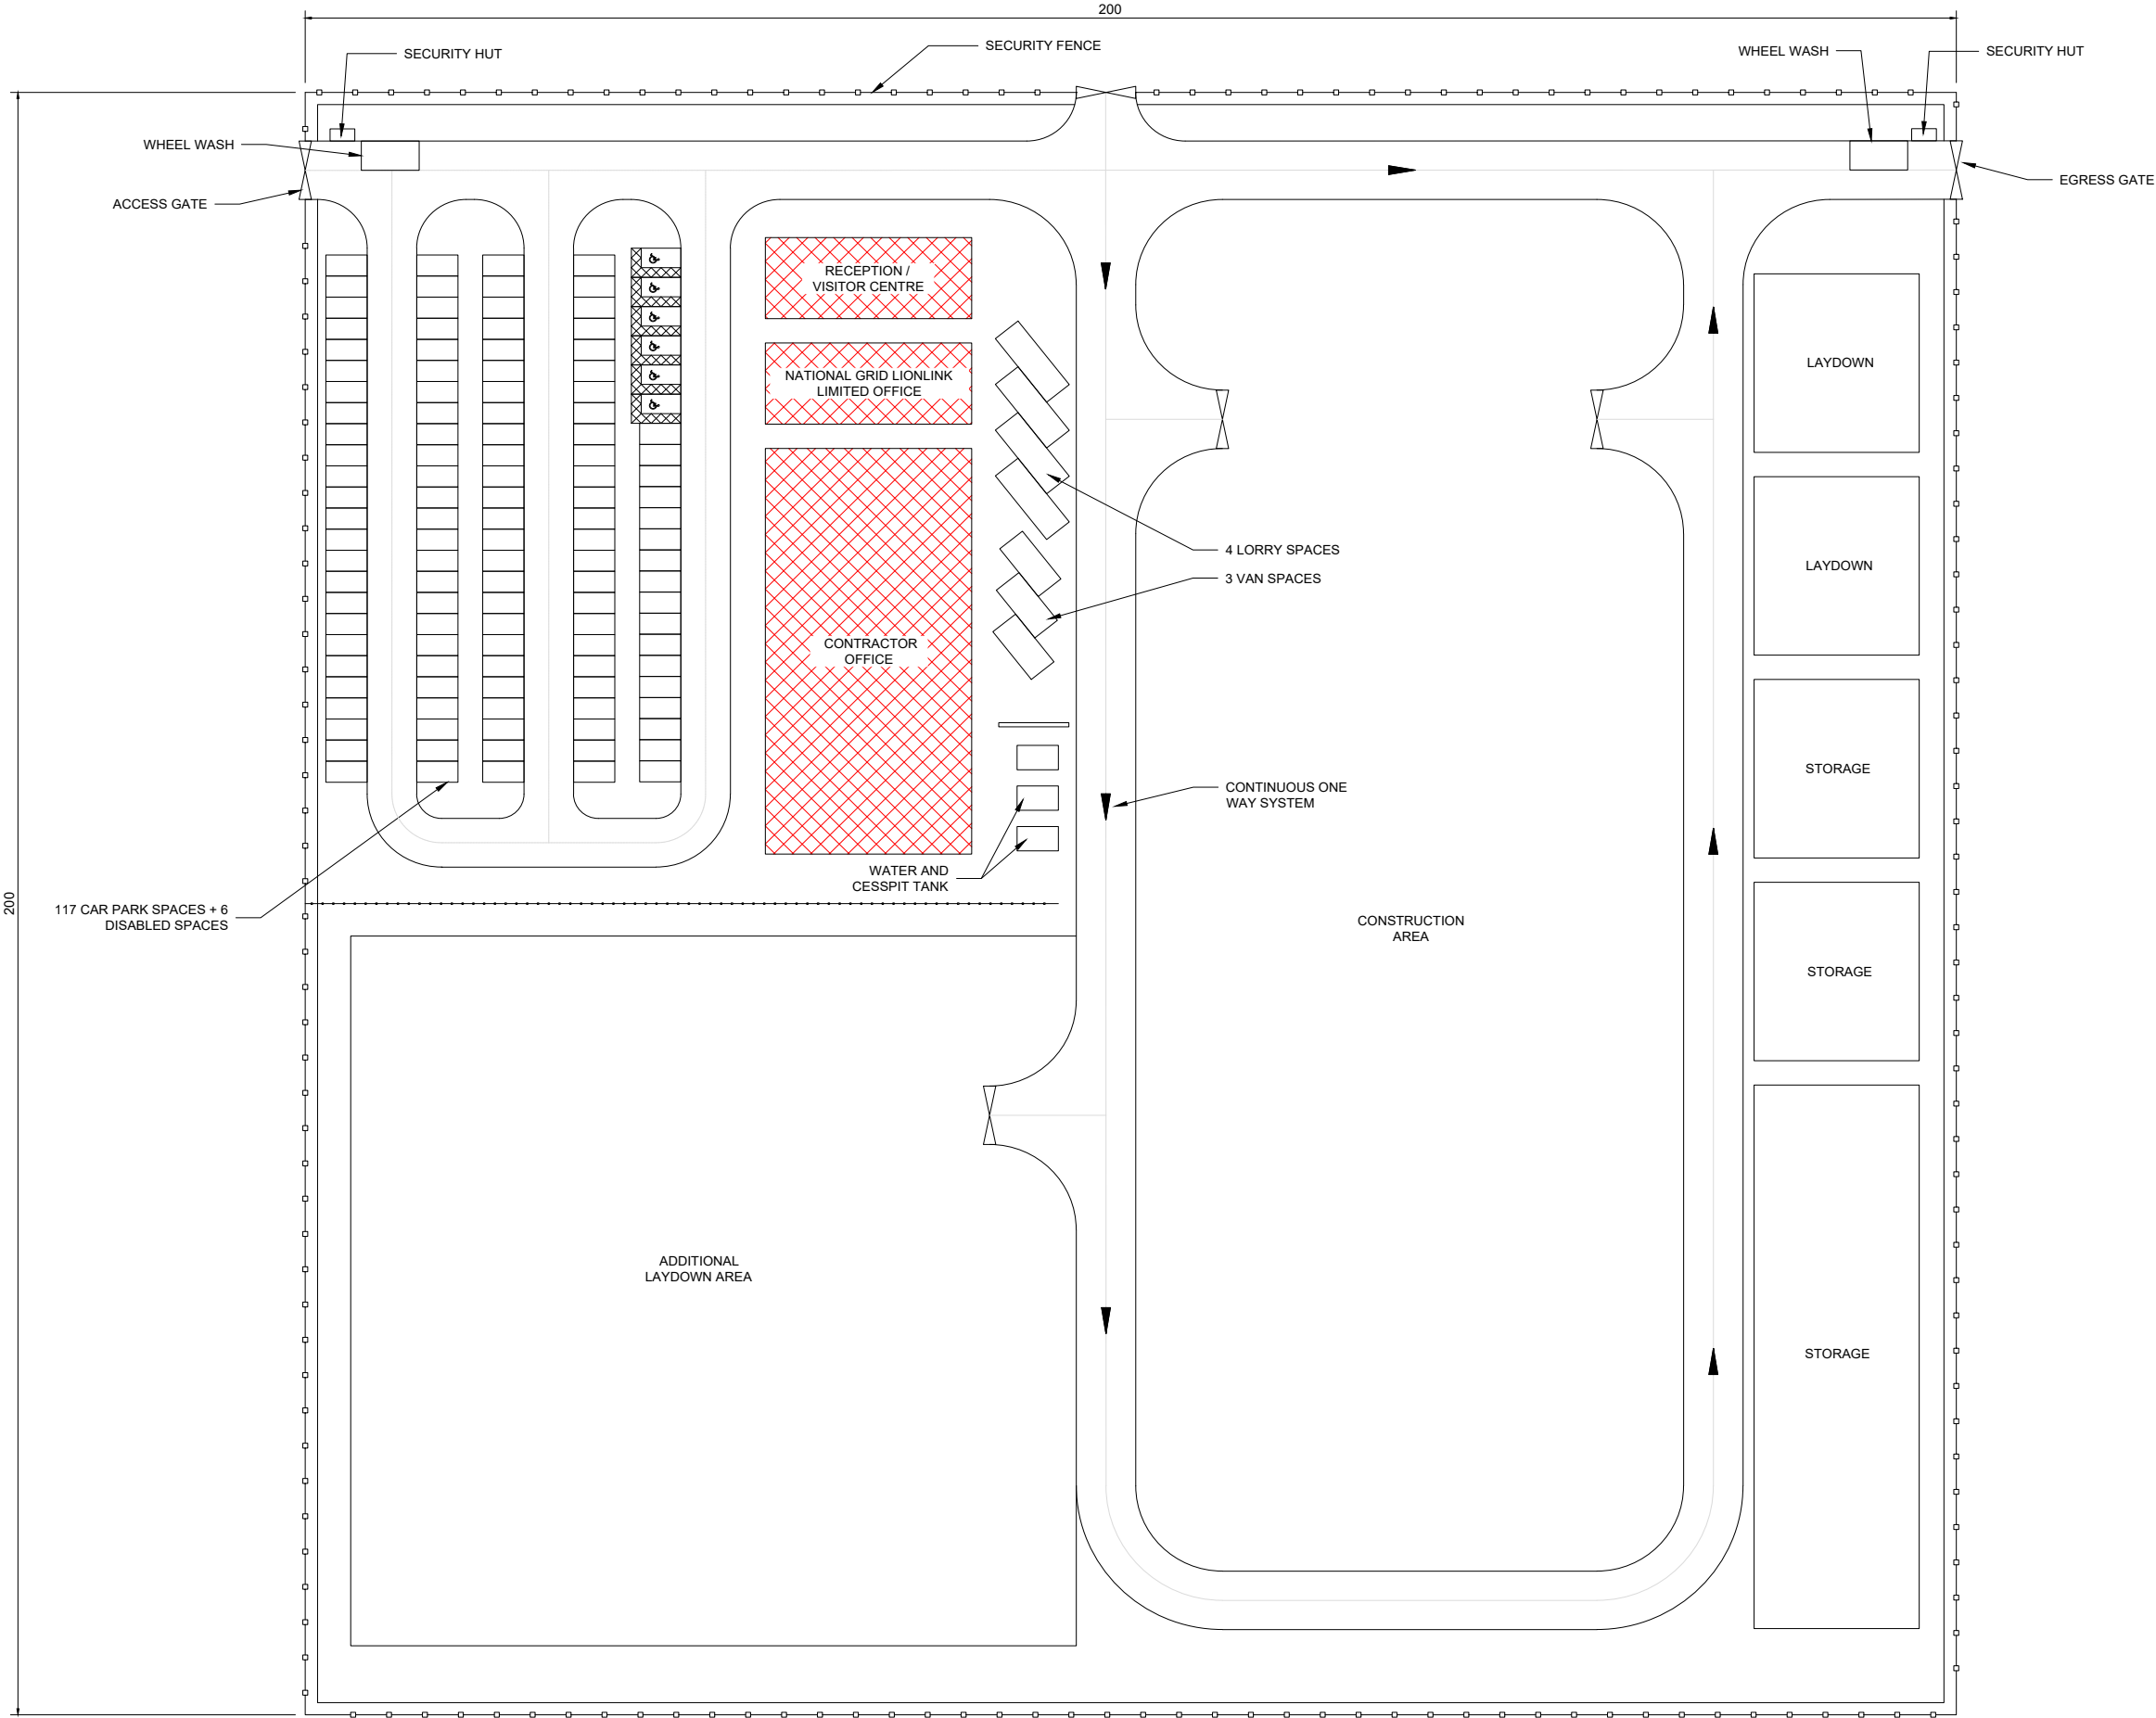 200
SECURITY HUT
SECURITY FENCE
WHEEL WASH
SECURITY HUT
WHEEL WASH
ACCESS GATE
EGRESS GATE
RECEPTION /
VISITOR CENTRE
NATIONAL GRID LIONLINK
LIMITED OFFICE
LAYDOWN
4 LORRY SPACES
3 VAN SPACES
LAYDOWN
CONTRACTOR
OFFICE
STORAGE
CONTINUOUS ONE
WAY SYSTEM
WATER AND
CESSPIT TANK
200
117 CAR PARK SPACES + 6
DISABLED SPACES
CONSTRUCTION
AREA
STORAGE
ADDITIONAL
LAYDOWN AREA
STORAGE